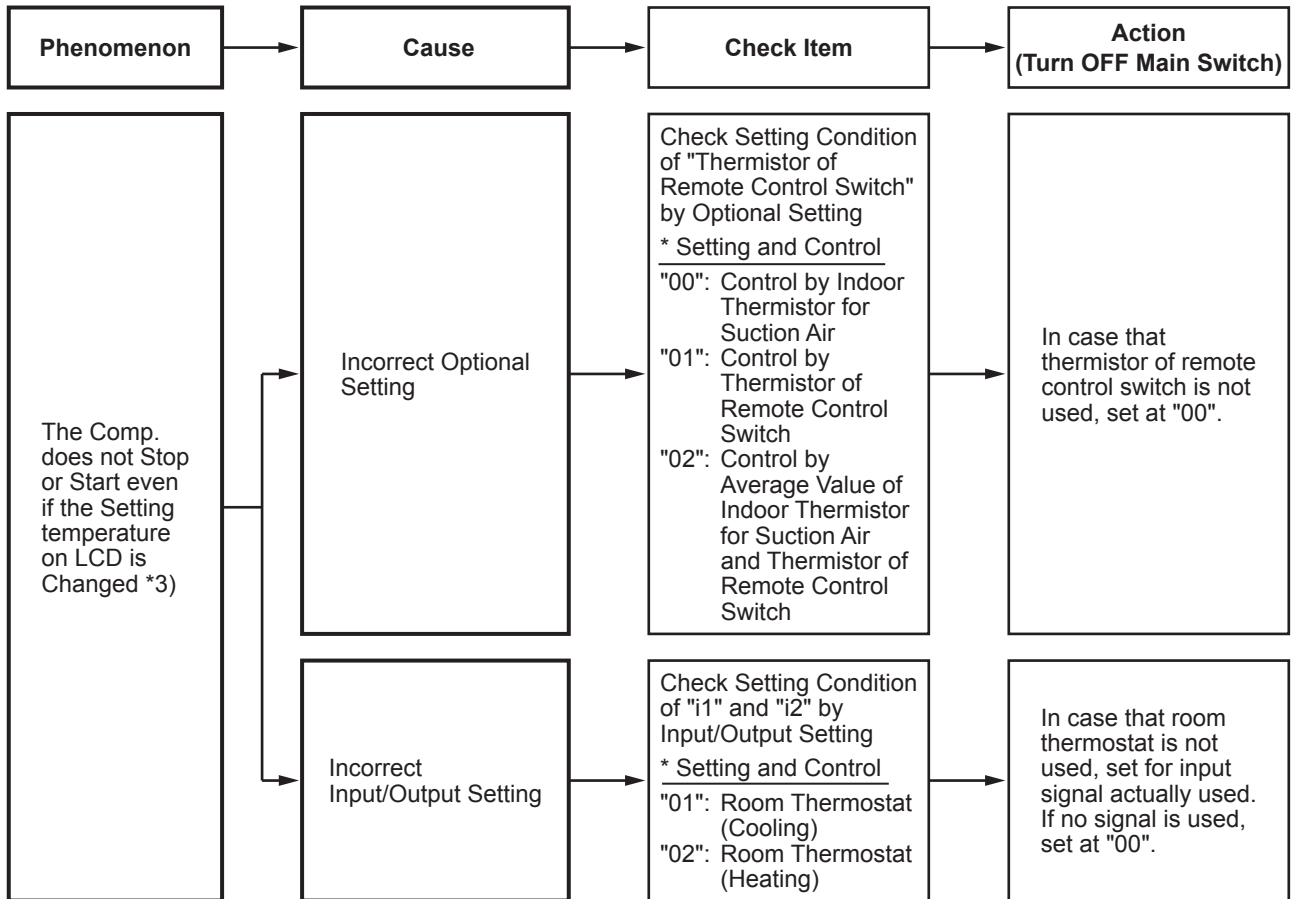 Phenomenon
Cause
Check Item
Action
(Turn OFF Main Switch)
The Comp.
does not Stop
or Start even
if the Setting
temperature
on LCD is
Changed *3)
Incorrect Optional
Setting
Check Setting Condition
of "Thermistor of
Remote Control Switch"
by Optional Setting
* Setting and Control
"00": Control by Indoor
Thermistor for
Suction Air
"01": Control by
Thermistor of
Remote Control
Switch
"02": Control by
Average Value of
Indoor Thermistor
for Suction Air
and Thermistor of
Remote Control
Switch
In case that
thermistor of remote
control switch is not
used, set at "00".
Incorrect
Input/Output Setting
Check Setting Condition
of "i1" and "i2" by
Input/Output Setting
* Setting and Control
"01": Room Thermostat
(Cooling)
"02": Room Thermostat
(Heating)
In case that room
thermostat is not
used, set for input
signal actually used.
If no signal is used,
set at "00".